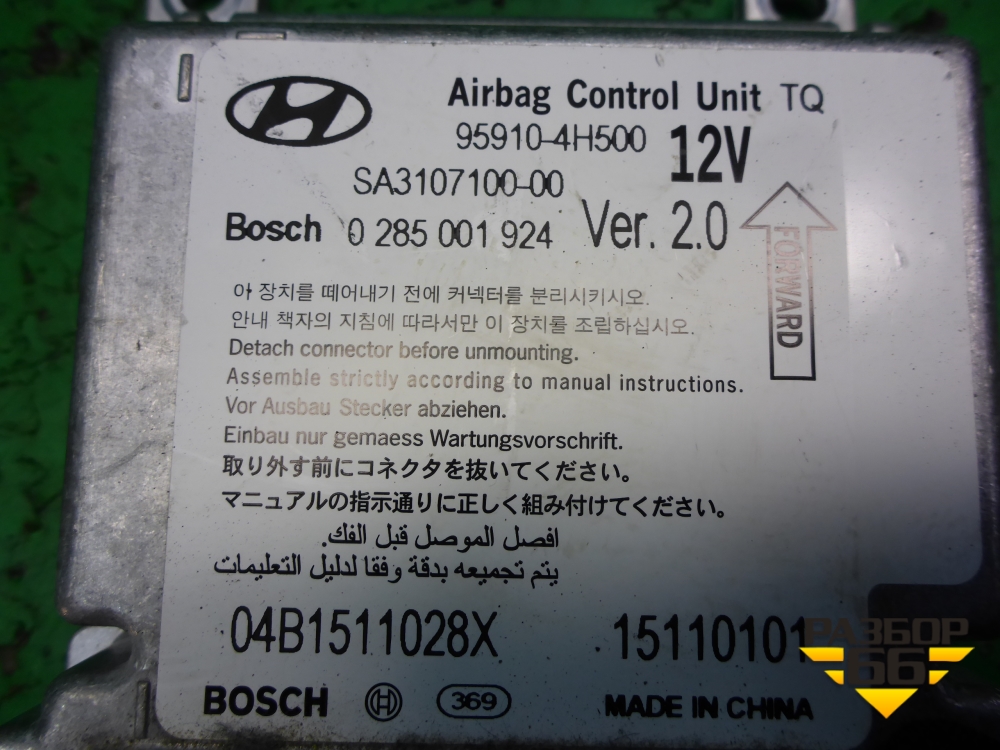 Airbag Control Unit TQ
95910-4H500 12V
SA3107100-00
Bosch 0 285 001 924 Ver. 2.0
FORWARD
이 장치를 떼어내기 전에 커넥터를 분리시키시오.
안내 책자의 지침에 따라서만 이 장치를 조립하십시오.
Detach connector before unmounting.
Assemble strictly according to manual instructions.
Vor Ausbau Stecker abziehen.
Einbau nur gemaess Wartungsvorschrift.
取り外す前にコネクタを抜いてください。
マニュアルの指示通りに正しく組み付けてください。
افصل الموصل قبل الفك.
يتم تجميعه بدقة وفقا لدليل التعليمات
04B1511028X 15110101
РАЗБОР
66
BOSCH 369 MADE IN CHINA